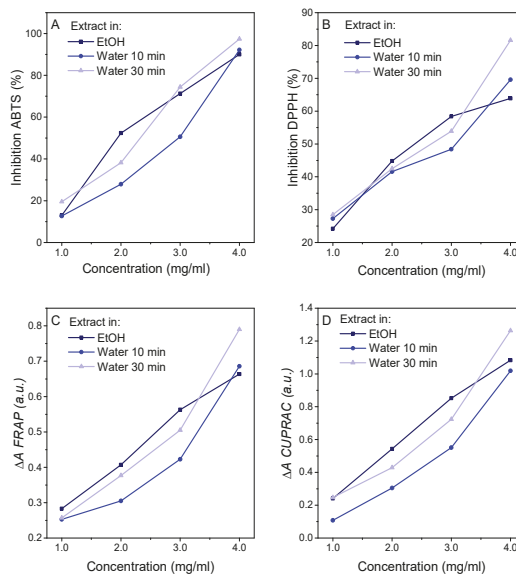 A
Extract in:
EtOH
Water 10 min
Water 30 min
Inhibition ABTS (%)
100
80
60
40
20
0
1.0 2.0 3.0 4.0
Concentration (mg/ml)
B
Extract in:
EtOH
Water 10 min
Water 30 min
Inhibition DPPH (%)
90
80
70
60
50
40
30
20
1.0 2.0 3.0 4.0
Concentration (mg/ml)
C
Extract in:
EtOH
Water 10 min
Water 30 min
ΔA FRAP (a.u.)
0.8
0.7
0.6
0.5
0.4
0.3
0.2
1.0 2.0 3.0 4.0
Concentration (mg/ml)
D
Extract in:
EtOH
Water 10 min
Water 30 min
ΔA CUPRAC (a.u.)
1.4
1.2
1.0
0.8
0.6
0.4
0.2
0.0
1.0 2.0 3.0 4.0
Concentration (mg/ml)